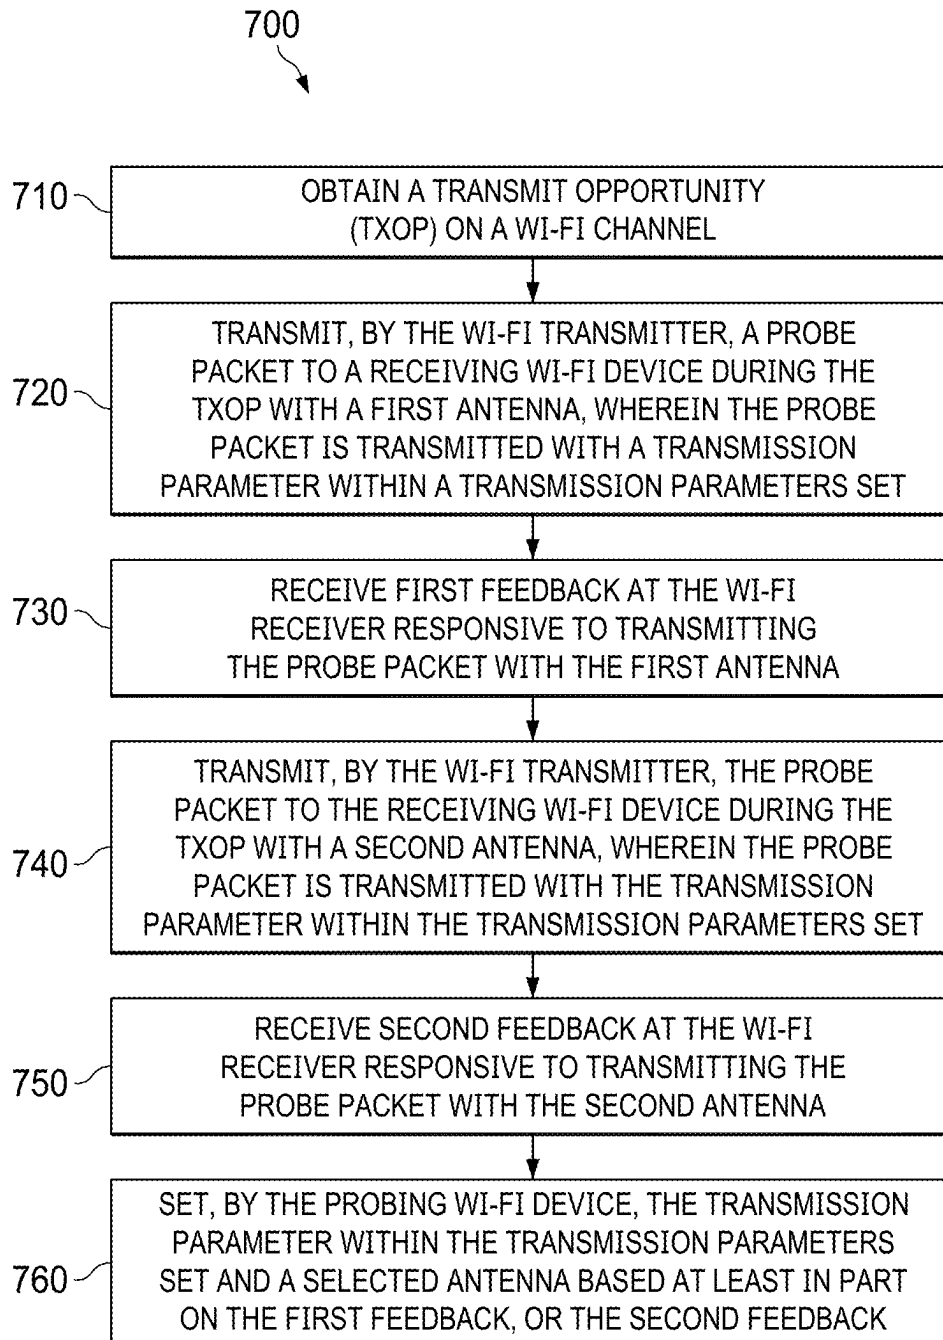 700
710
OBTAIN A TRANSMIT OPPORTUNITY
(TXOP) ON A WI-FI CHANNEL
720
TRANSMIT, BY THE WI-FI TRANSMITTER, A PROBE
PACKET TO A RECEIVING WI-FI DEVICE DURING THE
TXOP WITH A FIRST ANTENNA, WHEREIN THE PROBE
PACKET IS TRANSMITTED WITH A TRANSMISSION
PARAMETER WITHIN A TRANSMISSION PARAMETERS SET
730
RECEIVE FIRST FEEDBACK AT THE WI-FI
RECEIVER RESPONSIVE TO TRANSMITTING
THE PROBE PACKET WITH THE FIRST ANTENNA
740
TRANSMIT, BY THE WI-FI TRANSMITTER, THE PROBE
PACKET TO THE RECEIVING WI-FI DEVICE DURING THE
TXOP WITH A SECOND ANTENNA, WHEREIN THE PROBE
PACKET IS TRANSMITTED WITH THE TRANSMISSION
PARAMETER WITHIN THE TRANSMISSION PARAMETERS SET
750
RECEIVE SECOND FEEDBACK AT THE WI-FI
RECEIVER RESPONSIVE TO TRANSMITTING THE
PROBE PACKET WITH THE SECOND ANTENNA
760
SET, BY THE PROBING WI-FI DEVICE, THE TRANSMISSION
PARAMETER WITHIN THE TRANSMISSION PARAMETERS
SET AND A SELECTED ANTENNA BASED AT LEAST IN PART
ON THE FIRST FEEDBACK, OR THE SECOND FEEDBACK